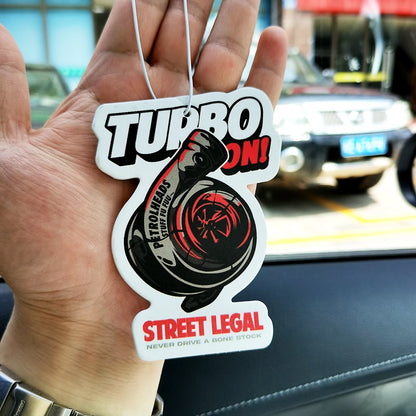 TURBO
ON!
PETROLHEADS
STREET LEGAL
NEVER DRIVE A BONE STOCK